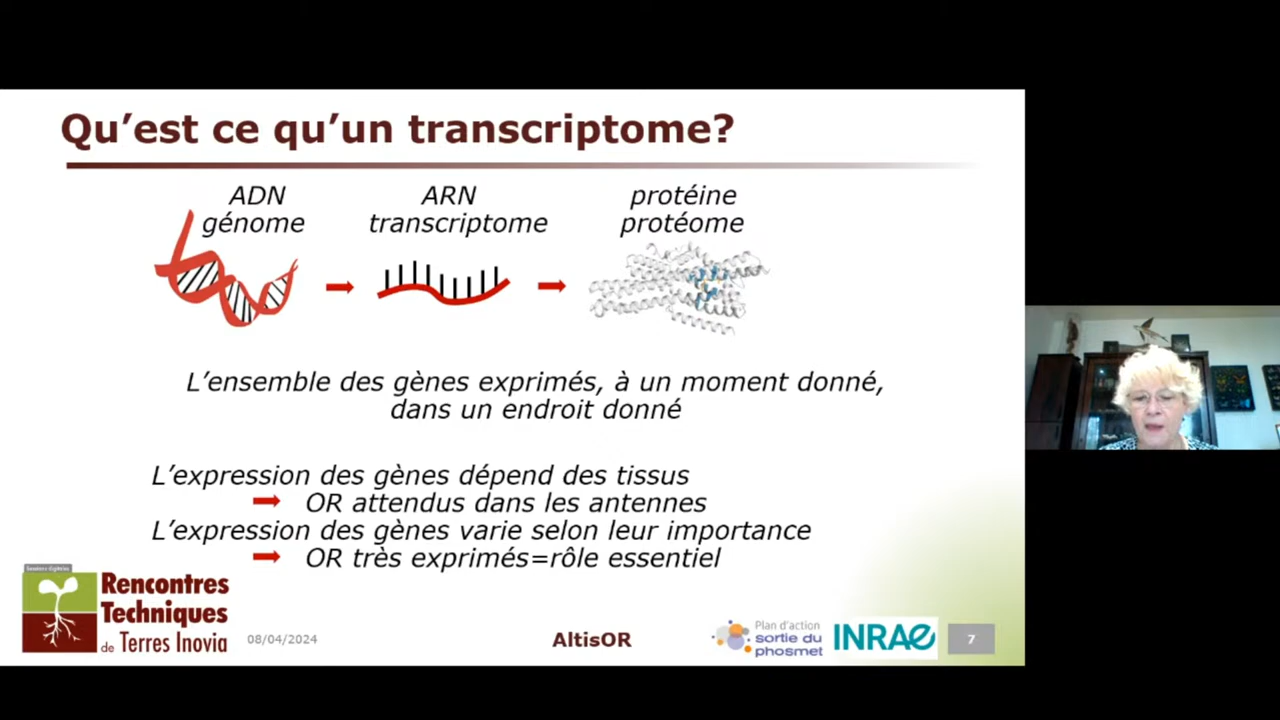 Qu'est ce qu'un transcriptome?
ADN
génome
ARN
transcriptome
protéine
protéome
L'ensemble des gènes exprimés, à un moment donné,
dans un endroit donné
L'expression des gènes dépend des tissus
OR attendus dans les antennes
L'expression des gènes varie selon leur importance
OR très exprimés=rôle essentiel
Rencontres
Techniques
de Terres Inovia
08/04/2024
AltisOR
Plan d'action
sortie du
phosmet
INRAE
7